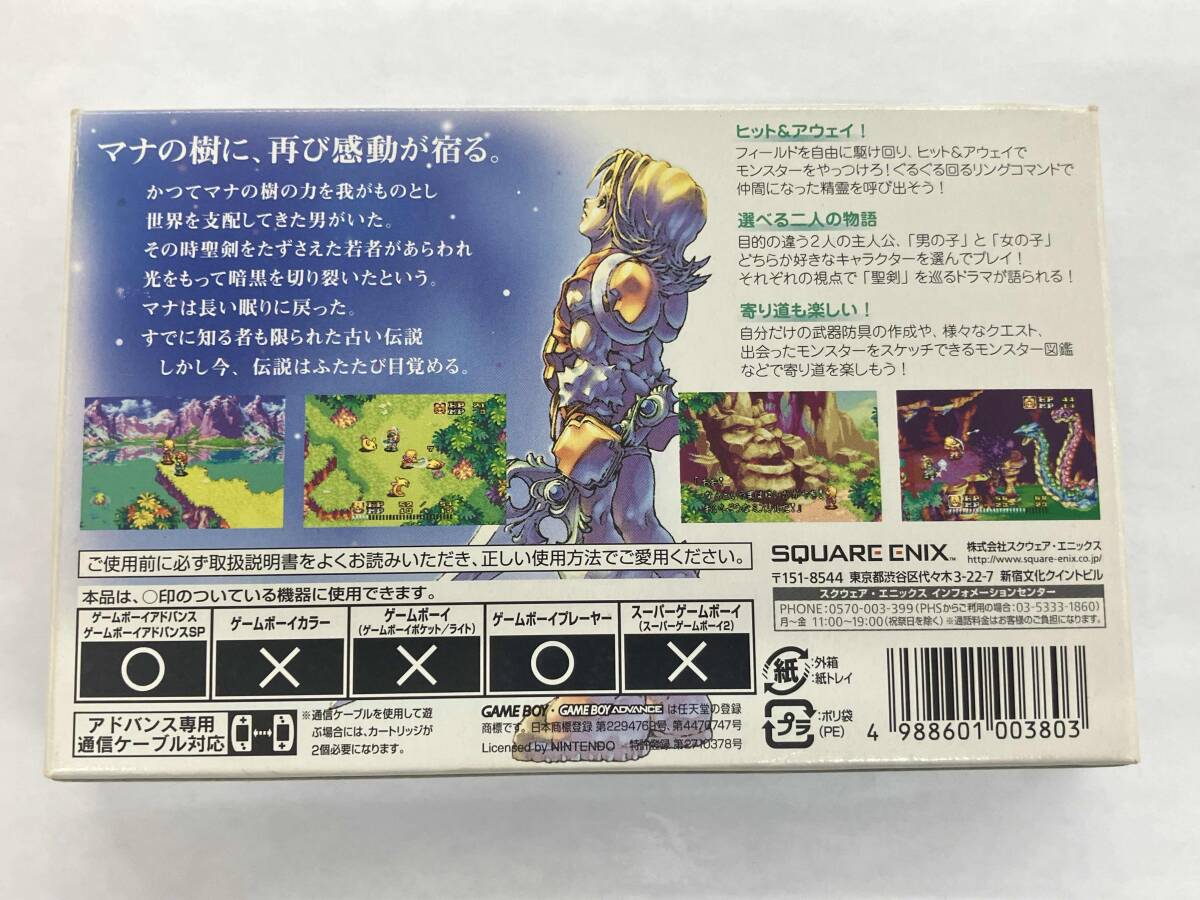 マナの樹に、再び感動が宿る。
かつてマナの樹の力を我がものとし
世界を支配してきた男がいた。
その時聖剣をたずさえた若者があらわれ
光をもって暗黒を切り裂いたという。
マナは長い眠りに戻った。
すでに知る者も限られた古い伝説
しかし今、伝説はふたたび目覚める。
ヒット&アウェイ!
フィールドを自由に駆け回り、ヒット&アウェイで
モンスターをやっつけろ!ぐるぐる回るリングコマンドで
仲間になった精霊を呼び出そう!
選べる二人の物語
目的の違う2人の主人公、「男の子」と「女の子」
どちらか好きなキャラクターを選んでプレイ!
それぞれの視点で「聖剣」を巡るドラマが語られる!
寄り道も楽しい!
自分だけの武器防具の作成や、様々なクエスト、
出会ったモンスターをスケッチできるモンスター図鑑
などで寄り道を楽しもう!
ご使用前に必ず取扱説明書をよくお読みいただき、正しい使用方法でご愛用ください。
本品は、○印のついている機器に使用できます。
ゲームボーイアドバンス
ゲームボーイアドバンスSP
○
ゲームボーイカラー
×
ゲームボーイ
(ゲームボーイポケット/ライト)
×
ゲームボーイプレーヤー
○
スーパーゲームボーイ
(スーパーゲームボーイ2)
×
アドバンス専用
通信ケーブル対応
※通信ケーブルを使用して遊
ぶ場合には、カートリッジが
2個必要になります。
GAME BOY・GAME BOY ADVANCE は任天堂の登録
商標です。日本商標登録 第2294769号、第4470747号
Licensed by NINTENDO 特許登録 第2710378号
SQUARE ENIX™ 株式会社スクウェア・エニックス
http://www.square-enix.co.jp/
〒151-8544 東京都渋谷区代々木3-22-7 新宿文化クイントビル
スクウェア・エニックス インフォメーションセンター
PHONE:0570-003-399(PHSからご利用の場合:03-5333-1860)
月~金 11:00~19:00(祝祭日を除く)※通話料金はお客様のご負担になります。
紙
:外箱
:紙トレイ
プラ
:ポリ袋
(PE)
4 988601 003803